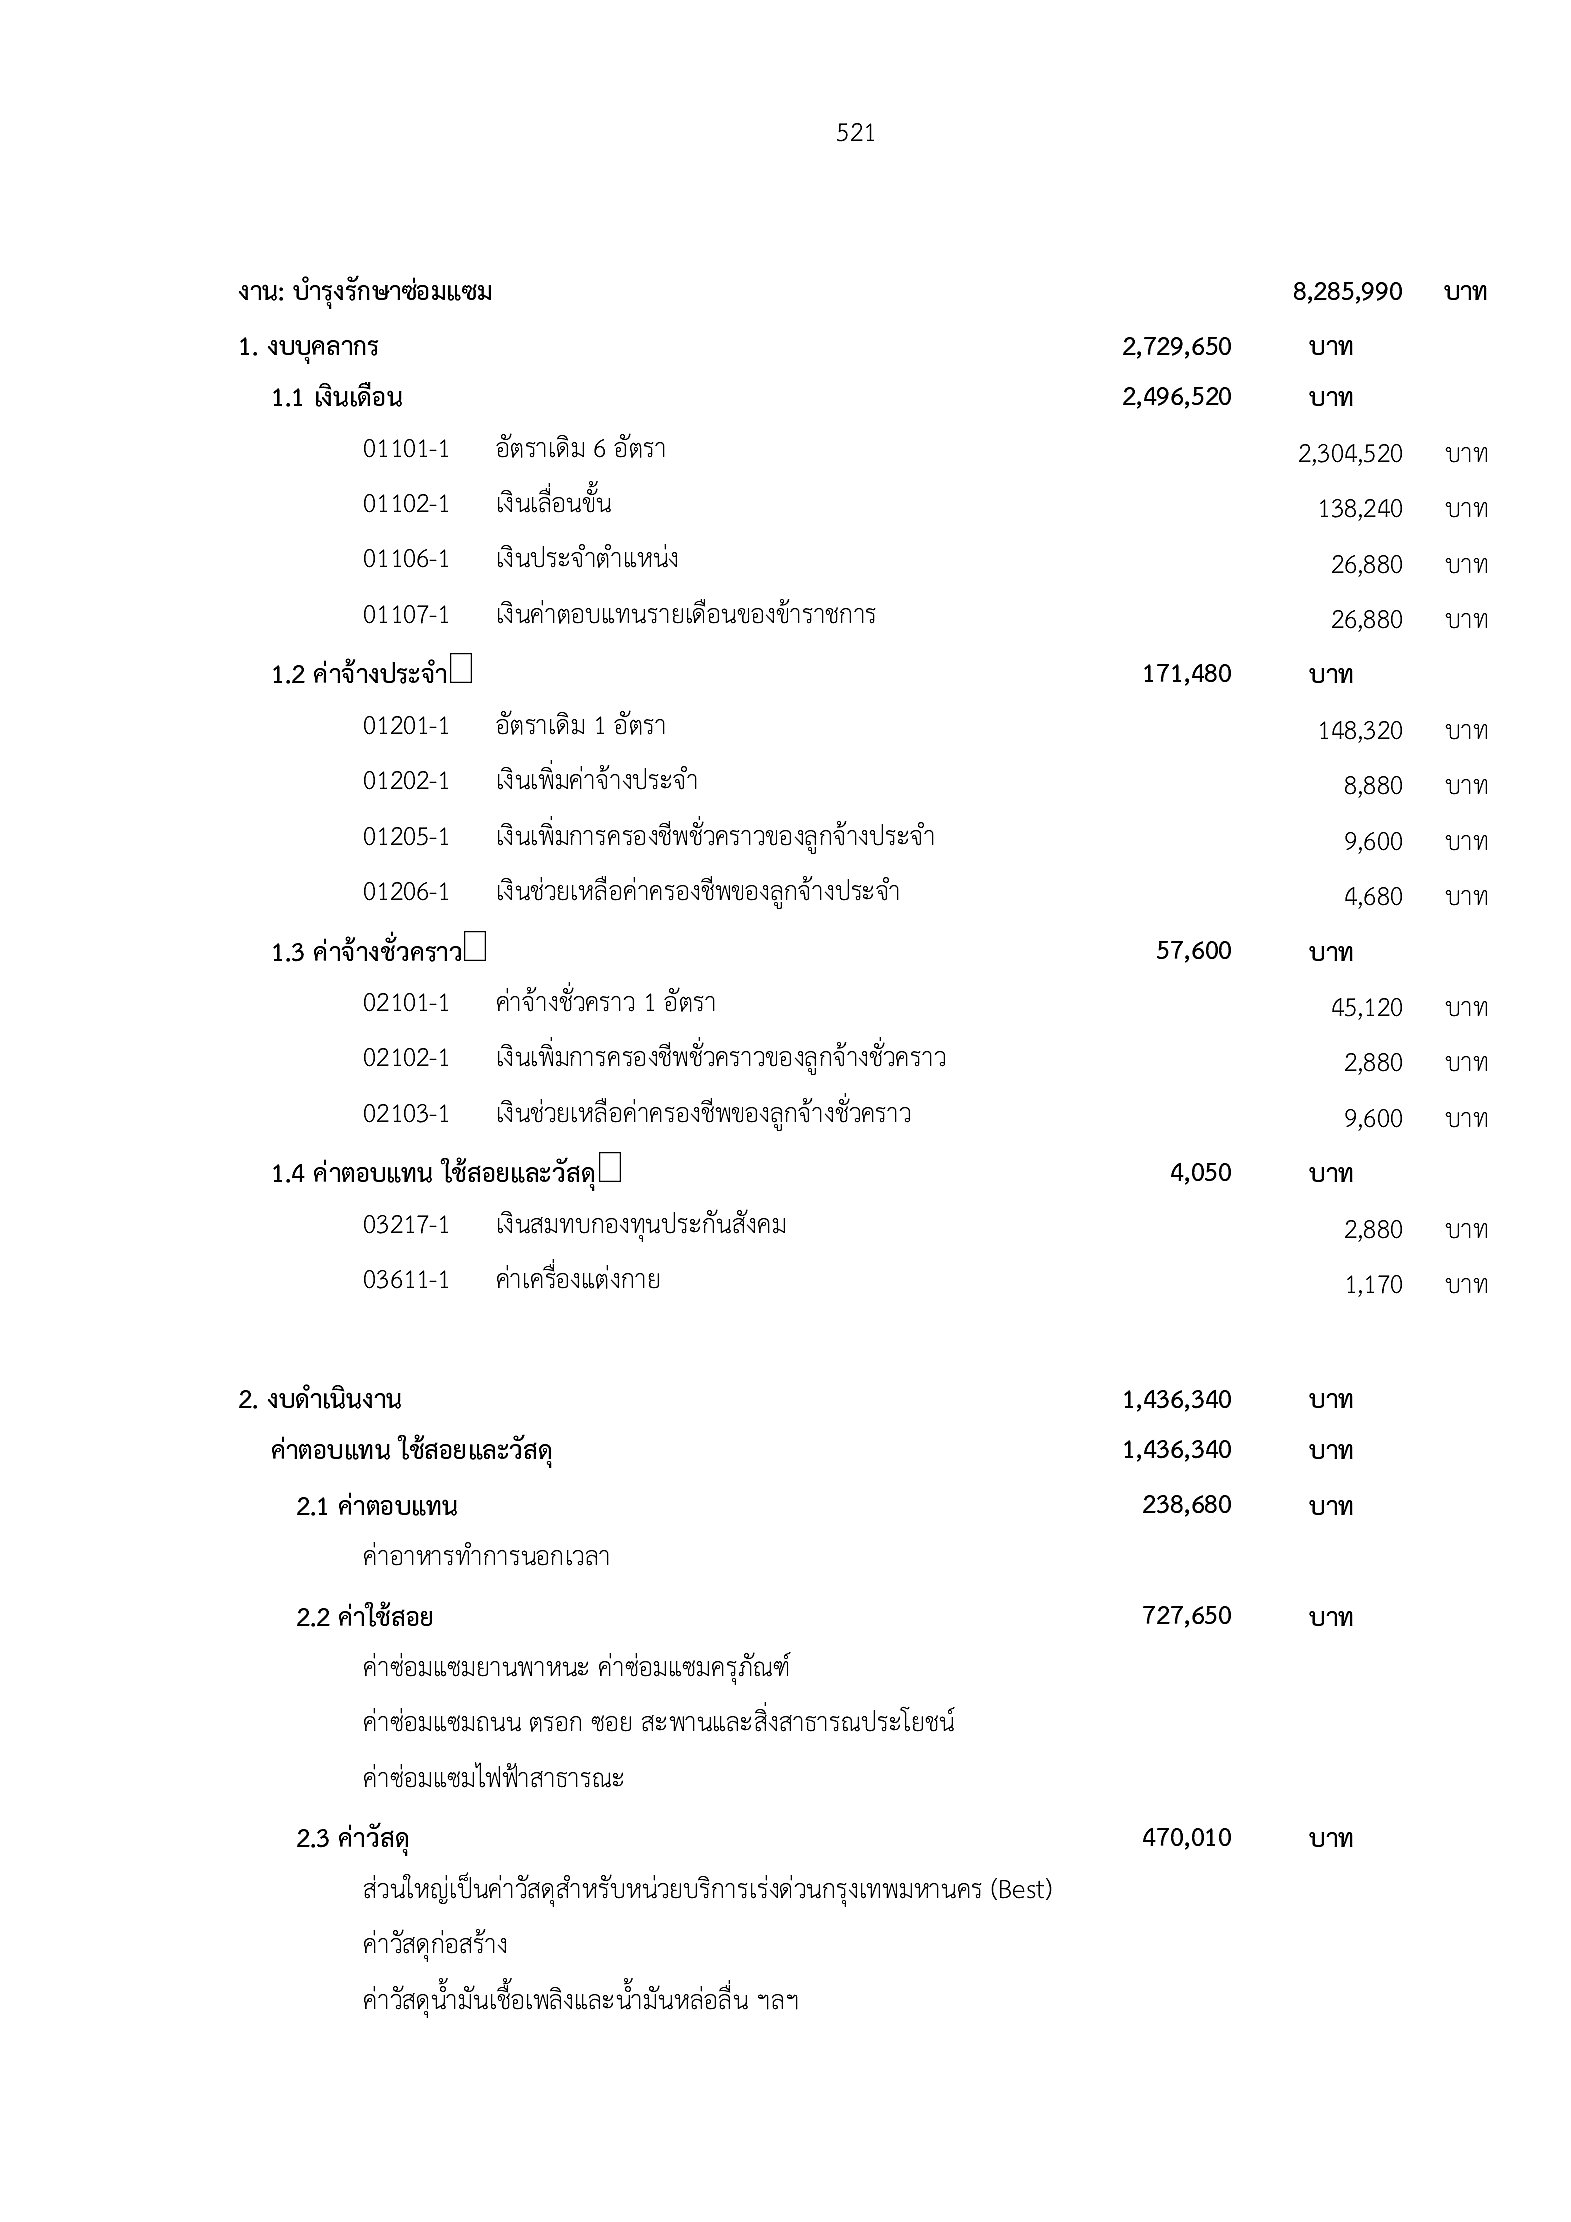 521
งาน: บำรุงรักษาซ่อมแซม 8,285,990 บาท
1. งบบุคลากร 2,729,650 บาท
1.1 เงินเดือน 2,496,520 บาท
01101-1 อัตราเดิม 6 อัตรา 2,304,520 บาท
01102-1 เงินเลื่อนขั้น 138,240 บาท
01106-1 เงินประจำตำแหน่ง 26,880 บาท
01107-1 เงินค่าตอบแทนรายเดือนของข้าราชการ 26,880 บาท
1.2 ค่าจ้างประจำ 171,480 บาท
01201-1 อัตราเดิม 1 อัตรา 148,320 บาท
01202-1 เงินเพิ่มค่าจ้างประจำ 8,880 บาท
01205-1 เงินเพิ่มการครองชีพชั่วคราวของลูกจ้างประจำ 9,600 บาท
01206-1 เงินช่วยเหลือค่าครองชีพของลูกจ้างประจำ 4,680 บาท
1.3 ค่าจ้างชั่วคราว 57,600 บาท
02101-1 ค่าจ้างชั่วคราว 1 อัตรา 45,120 บาท
02102-1 เงินเพิ่มการครองชีพชั่วคราวของลูกจ้างชั่วคราว 2,880 บาท
02103-1 เงินช่วยเหลือค่าครองชีพของลูกจ้างชั่วคราว 9,600 บาท
1.4 ค่าตอบแทน ใช้สอยและวัสดุ 4,050 บาท
03217-1 เงินสมทบกองทุนประกันสังคม 2,880 บาท
03611-1 ค่าเครื่องแต่งกาย 1,170 บาท
2. งบดำเนินงาน 1,436,340 บาท
ค่าตอบแทน ใช้สอยและวัสดุ 1,436,340 บาท
2.1 ค่าตอบแทน 238,680 บาท
ค่าอาหารทำการนอกเวลา
2.2 ค่าใช้สอย 727,650 บาท
ค่าซ่อมแซมยานพาหนะ ค่าซ่อมแซมครุภัณฑ์
ค่าซ่อมแซมถนน ตรอก ซอย สะพานและสิ่งสาธารณประโยชน์
ค่าซ่อมแซมไฟฟ้าสาธารณะ
2.3 ค่าวัสดุ 470,010 บาท
ส่วนใหญ่เป็นค่าวัสดุสำหรับหน่วยบริการเร่งด่วนกรุงเทพมหานคร (Best)
ค่าวัสดุก่อสร้าง
ค่าวัสดุน้ำมันเชื้อเพลิงและน้ำมันหล่อลื่น ฯลฯ